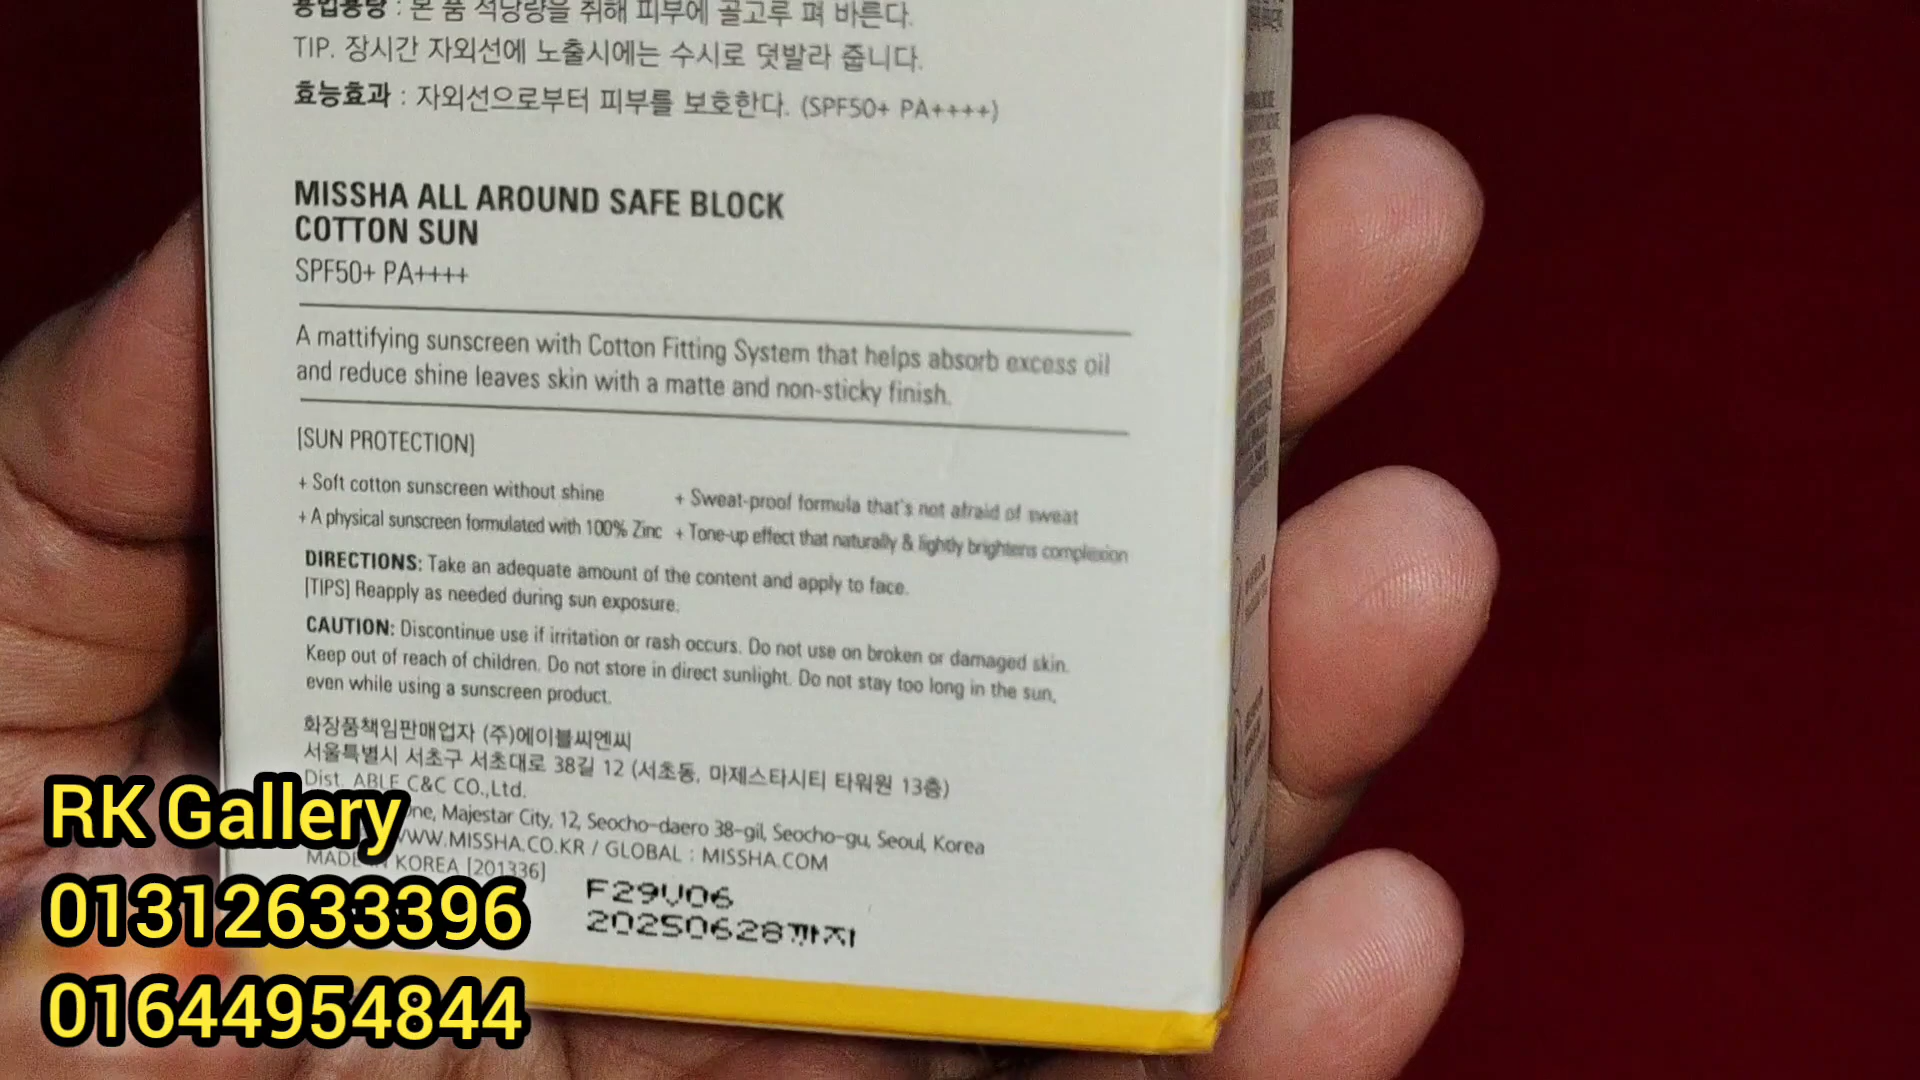 용법용량 : 본 품 적당량을 취해 피부에 골고루 펴 바른다.
TIP. 장시간 자외선에 노출시에는 수시로 덧발라 줍니다.
효능효과 : 자외선으로부터 피부를 보호한다. (SPF50+ PA++++)
MISSHA ALL AROUND SAFE BLOCK
COTTON SUN
SPF50+ PA++++
A mattifying sunscreen with Cotton Fitting System that helps absorb excess oil
and reduce shine leaves skin with a matte and non-sticky finish.
[SUN PROTECTION]
+ Soft cotton sunscreen without shine + Sweat-proof formula that's not afraid of sweat
+ A physical sunscreen formulated with 100% Zinc + Tone-up effect that naturally & lightly brightens complexion
DIRECTIONS: Take an adequate amount of the content and apply to face.
[TIPS] Reapply as needed during sun exposure.
CAUTION: Discontinue use if irritation or rash occurs. Do not use on broken or damaged skin.
Keep out of reach of children. Do not store in direct sunlight. Do not stay too long in the sun,
even while using a sunscreen product.
화장품책임판매업자 (주)에이블씨엔씨
서울특별시 서초구 서초대로 38길 12 (서초동, 마제스타시티 타워원 13층)
Dist. ABLE C&C CO.,Ltd.
Majestar City, 12, Seocho-daero 38-gil, Seocho-gu, Seoul, Korea
WWW.MISSHA.CO.KR / GLOBAL : MISSHA.COM
MADE IN KOREA [201336]
F29V06
20250628까지
RK Gallery
01312633396
01644954844